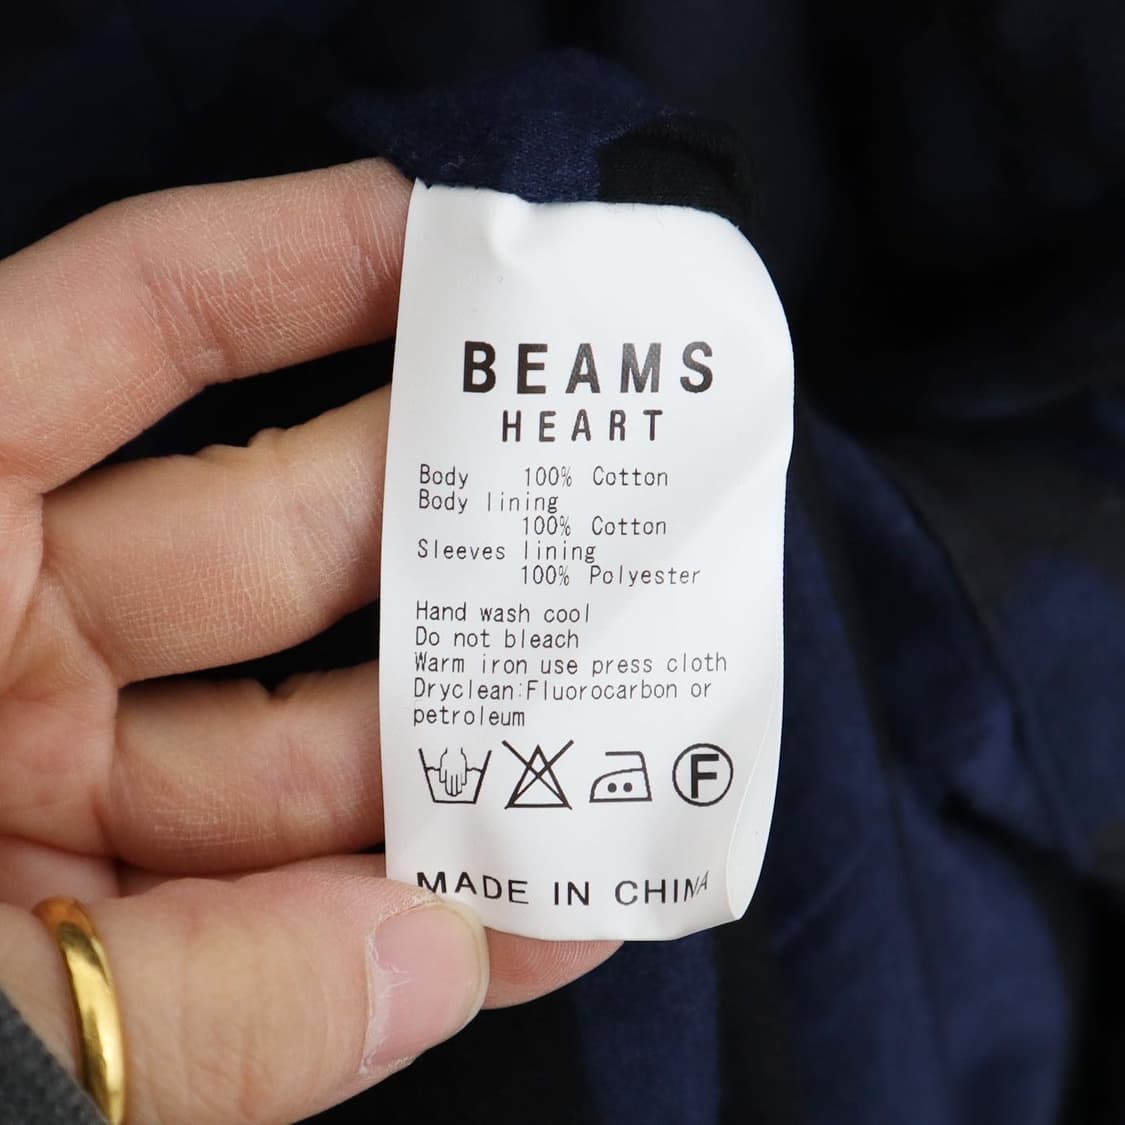 BEAMS
HEART
Body 100% Cotton
Body lining
100% Cotton
Sleeves lining
100% Polyester
Hand wash cool
Do not bleach
Warm iron use press cloth
Dryclean:Fluorocarbon or
petroleum
F
MADE IN CHINA